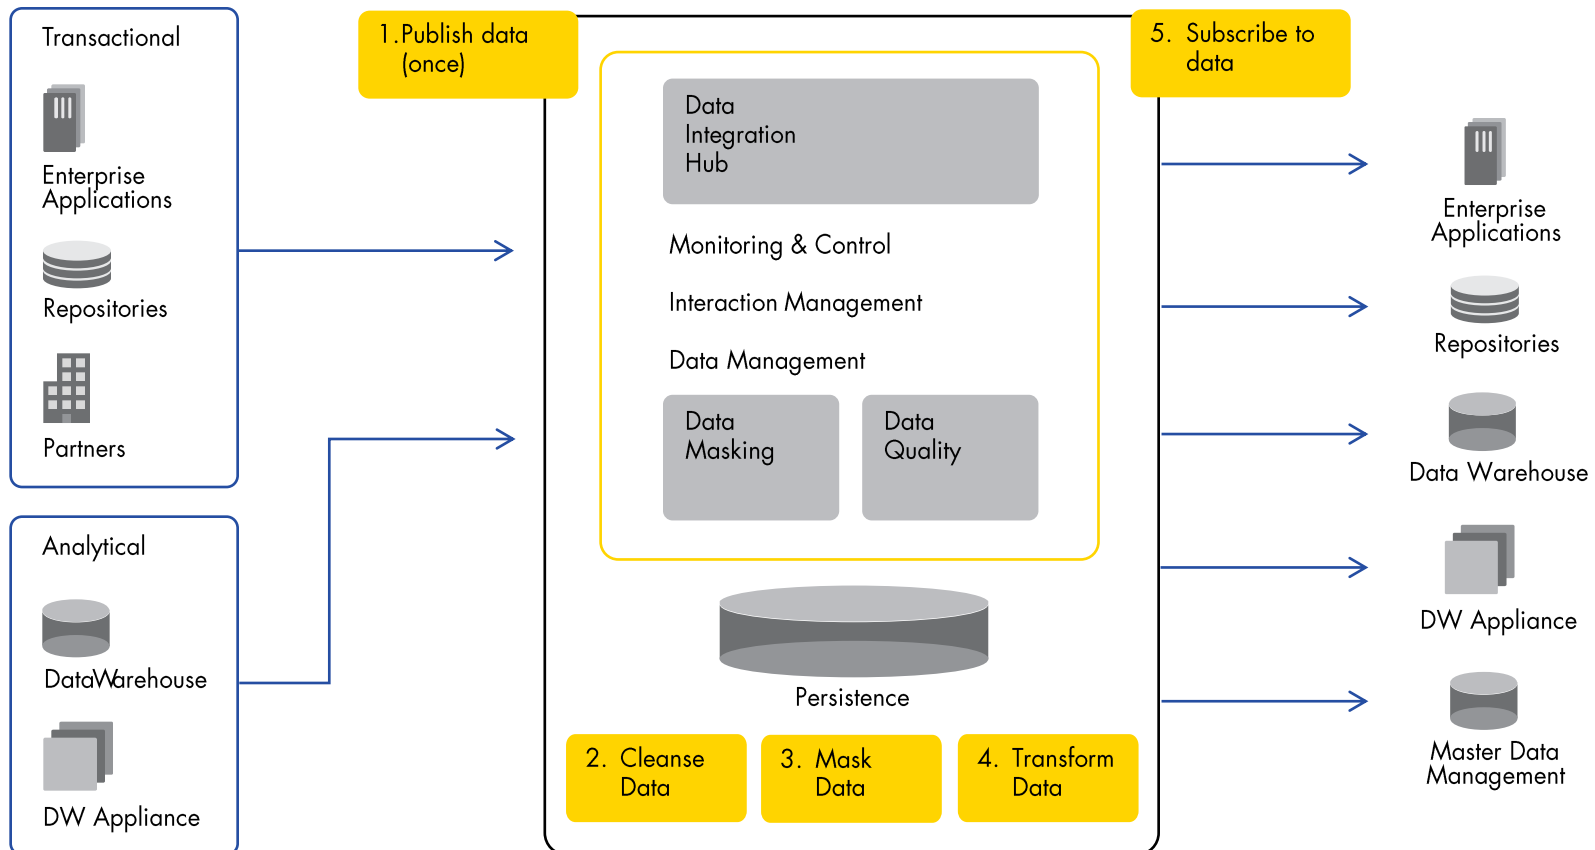 Transactional
Enterprise
Applications
Repositories
Partners
Analytical
Data Warehouse
DW Appliance
1. Publish data
(once)
Data
Integration
Hub
Monitoring & Control
Interaction Management
Data Management
Data
Masking
Data
Quality
Persistence
2. Cleanse
Data
3. Mask
Data
4. Transform
Data
5. Subscribe to
data
Enterprise
Applications
Repositories
Data Warehouse
DW Appliance
Master Data
Management